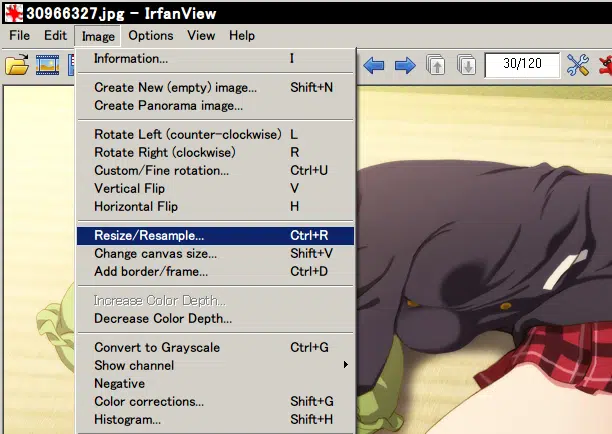 30966327.jpg - IrfanView
File Edit Image Options View Help
30/120
Information... I
Create New (empty) image... Shift+N
Create Panorama image...
Rotate Left (counter-clockwise) L
Rotate Right (clockwise) R
Custom/Fine rotation... Ctrl+U
Vertical Flip V
Horizontal Flip H
Resize/Resample... Ctrl+R
Change canvas size... Shift+V
Add border/frame... Ctrl+D
Increase Color Depth...
Decrease Color Depth...
Convert to Grayscale Ctrl+G
Show channel
Negative
Color corrections... Shift+G
Histogram... Shift+H